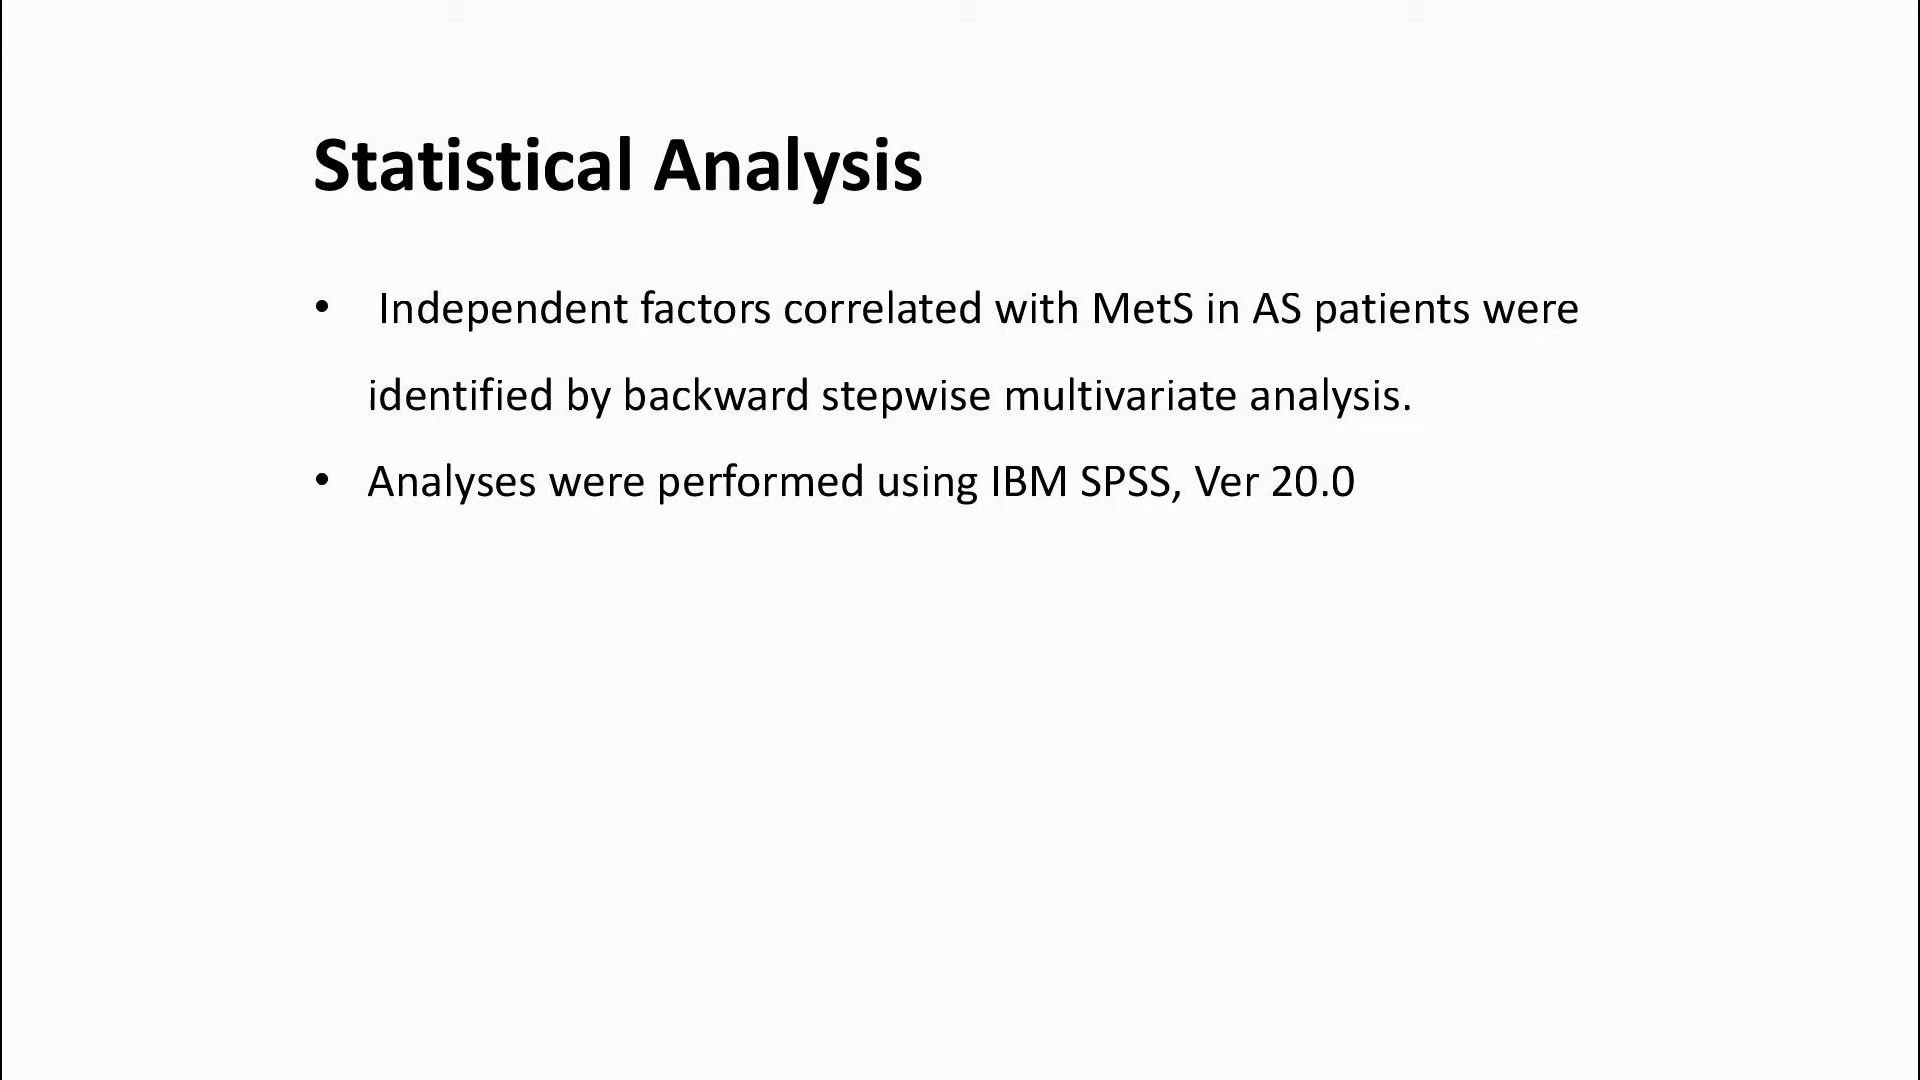 Statistical Analysis
• Independent factors correlated with MetS in AS patients were
identified by backward stepwise multivariate analysis.
• Analyses were performed using IBM SPSS, Ver 20.0